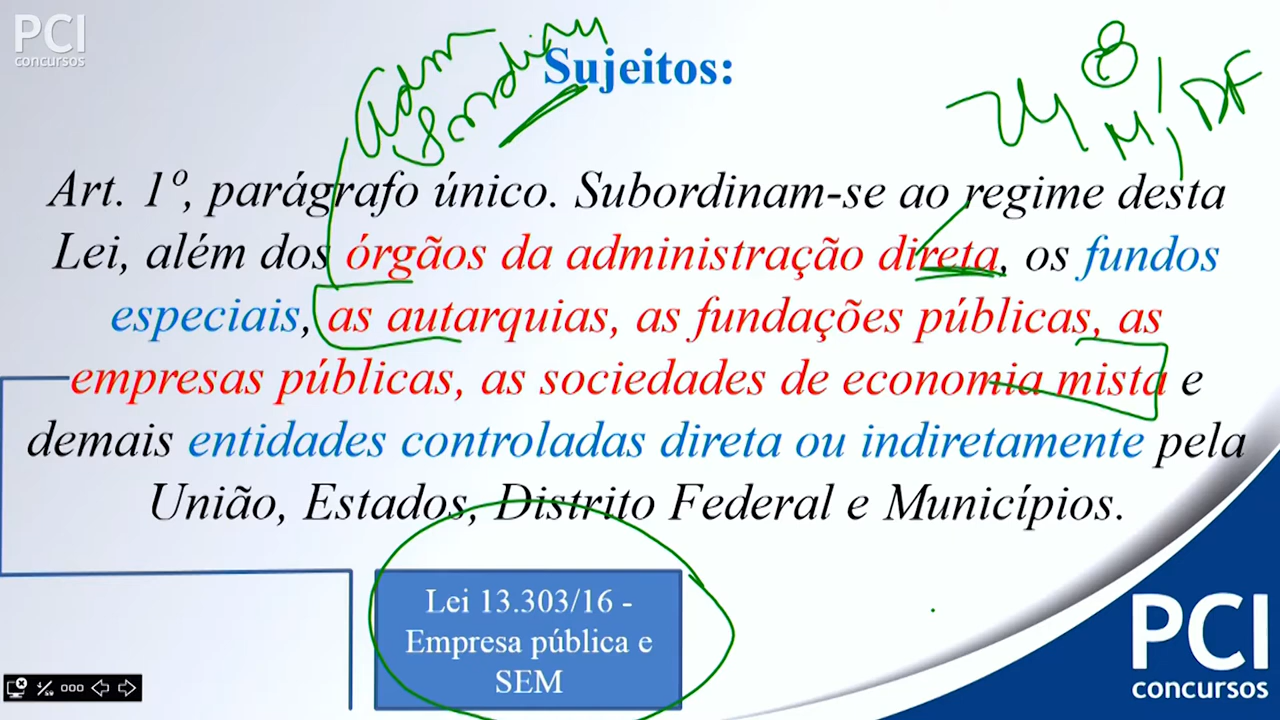 PCI
concursos
Adm
Sujeitos:
U, E, M, DF
Art. 1º, parágrafo único. Subordinam-se ao regime desta
Lei, além dos órgãos da administração direta, os fundos
especiais, as autarquias, as fundações públicas, as
empresas públicas, as sociedades de economia mista e
demais entidades controladas direta ou indiretamente pela
União, Estados, Distrito Federal e Municípios.
Lei 13.303/16 -
Empresa pública e
SEM
PCI
concursos